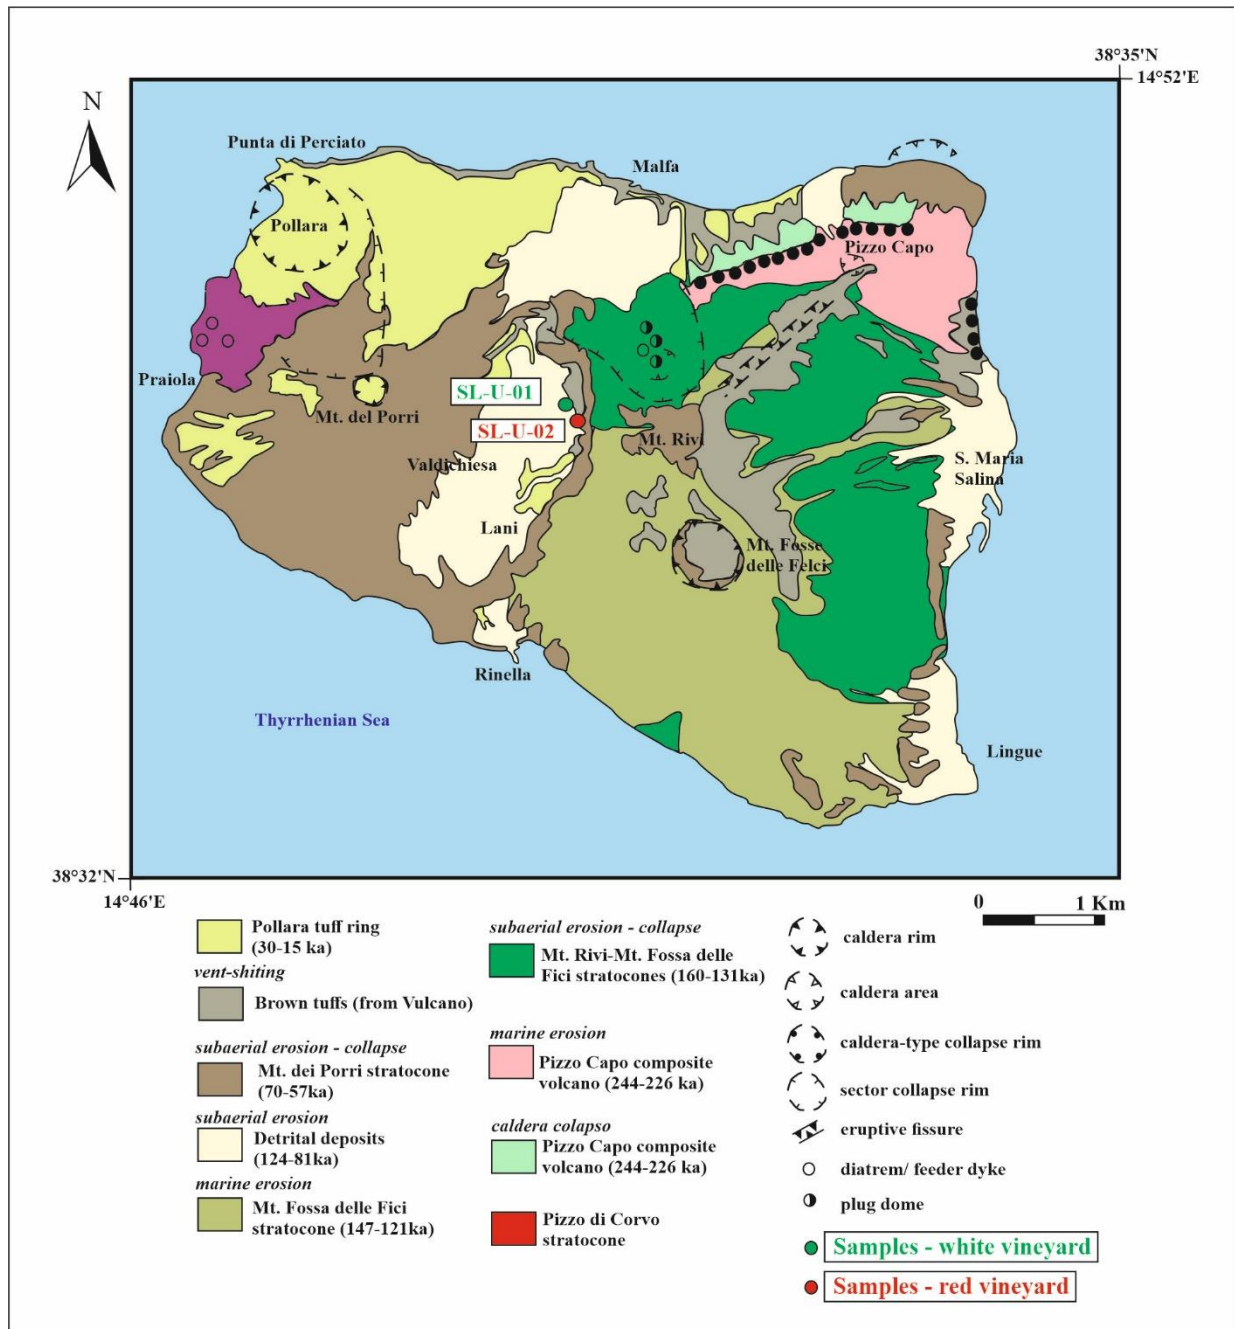 38°35'N
14°52'E
N
Punta di Perciato
Malfa
Pollara
Pizzo Capo
Praiola
SL-U-01
Mt. del Porri
SL-U-02
Mt. Rivi
Valdichiesa
S. Maria
Salina
Lani
Mt. Fosse
delle Felci
Rinella
Thyrrhenian Sea
Lingue
38°32'N
14°46'E
0 1 Km
Pollara tuff ring
(30-15 ka)
vent-shiting
Brown tuffs (from Vulcano)
subaerial erosion - collapse
Mt. dei Porri stratocone
(70-57ka)
subaerial erosion
Detrital deposits
(124-81ka)
marine erosion
Mt. Fossa delle Fici
stratocone (147-121ka)
subaerial erosion - collapse
Mt. Rivi-Mt. Fossa delle
Fici stratocones (160-131ka)
marine erosion
Pizzo Capo composite
volcano (244-226 ka)
caldera colapso
Pizzo Capo composite
volcano (244-226 ka)
Pizzo di Corvo
stratocone
caldera rim
caldera area
caldera-type collapse rim
sector collapse rim
eruptive fissure
diatrem/ feeder dyke
plug dome
Samples - white vineyard
Samples - red vineyard